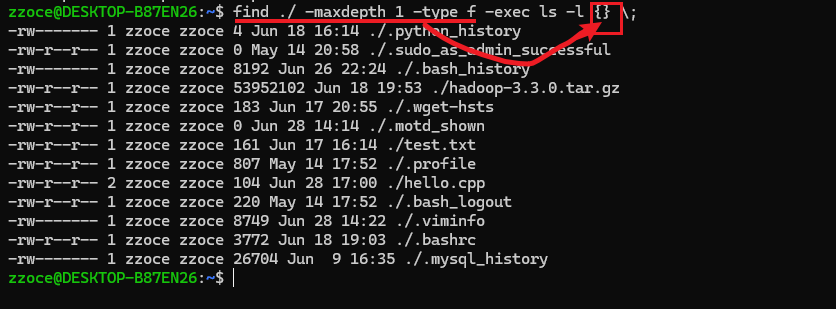 zzoce@DESKTOP-B87EN26:~$ find ./ -maxdepth 1 -type f -exec ls -l {} \;
-rw------- 1 zzoce zzoce 4 Jun 18 16:14 ./.python_history
-rw-r--r-- 1 zzoce zzoce 0 May 14 20:58 ./.sudo_as_admin_successful
-rw------- 1 zzoce zzoce 8192 Jun 26 22:24 ./.bash_history
-rw-r--r-- 1 zzoce zzoce 53952102 Jun 18 19:53 ./hadoop-3.3.0.tar.gz
-rw-r--r-- 1 zzoce zzoce 183 Jun 17 20:55 ./.wget-hsts
-rw-r--r-- 1 zzoce zzoce 0 Jun 28 14:14 ./.motd_shown
-rw-r--r-- 1 zzoce zzoce 161 Jun 17 16:14 ./test.txt
-rw-r--r-- 1 zzoce zzoce 807 May 14 17:52 ./.profile
-rw-r--r-- 2 zzoce zzoce 104 Jun 28 17:00 ./hello.cpp
-rw-r--r-- 1 zzoce zzoce 220 May 14 17:52 ./.bash_logout
-rw------- 1 zzoce zzoce 8749 Jun 28 14:22 ./.viminfo
-rw-r--r-- 1 zzoce zzoce 3772 Jun 18 19:03 ./.bashrc
-rw------- 1 zzoce zzoce 26704 Jun  9 16:35 ./.mysql_history
zzoce@DESKTOP-B87EN26:~$